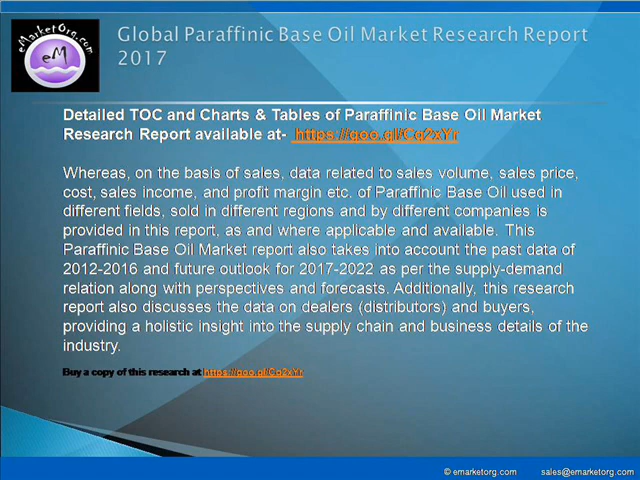 eMarketOrg.com
eM
Global Paraffinic Base Oil Market Research Report
2017
Detailed TOC and Charts & Tables of Paraffinic Base Oil Market
Research Report available at- https://goo.gl/Cq2xYr
Whereas, on the basis of sales, data related to sales volume, sales price,
cost, sales income, and profit margin etc. of Paraffinic Base Oil used in
different fields, sold in different regions and by different companies is
provided in this report, as and where applicable and available. This
Paraffinic Base Oil Market report also takes into account the past data of
2012-2016 and future outlook for 2017-2022 as per the supply-demand
relation along with perspectives and forecasts. Additionally, this research
report also discusses the data on dealers (distributors) and buyers,
providing a holistic insight into the supply chain and business details of the
industry.
Buy a copy of this research at https://goo.gl/Cq2xYr
© emarketorg.com sales@emarketorg.com